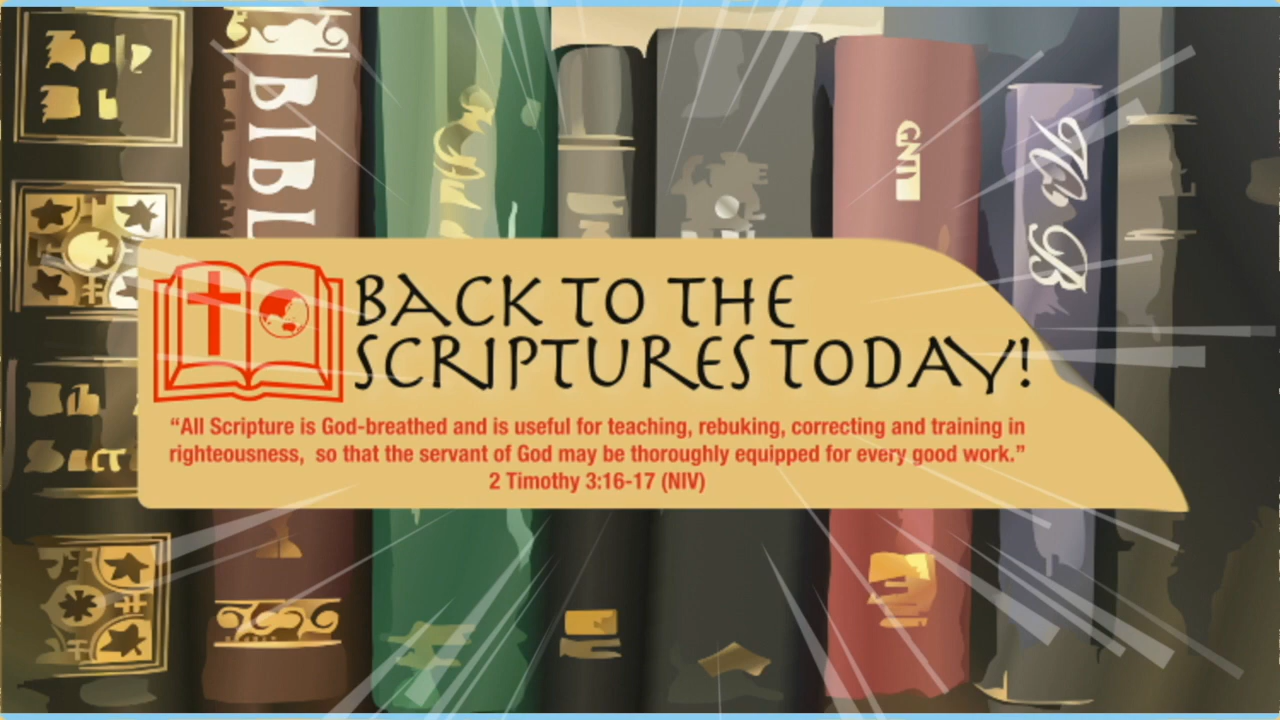 BIBL
GNT
BACK TO THE
SCRIPTURES TODAY!
“All Scripture is God-breathed and is useful for teaching, rebuking, correcting and training in
righteousness,  so that the servant of God may be thoroughly equipped for every good work.”
2 Timothy 3:16-17 (NIV)